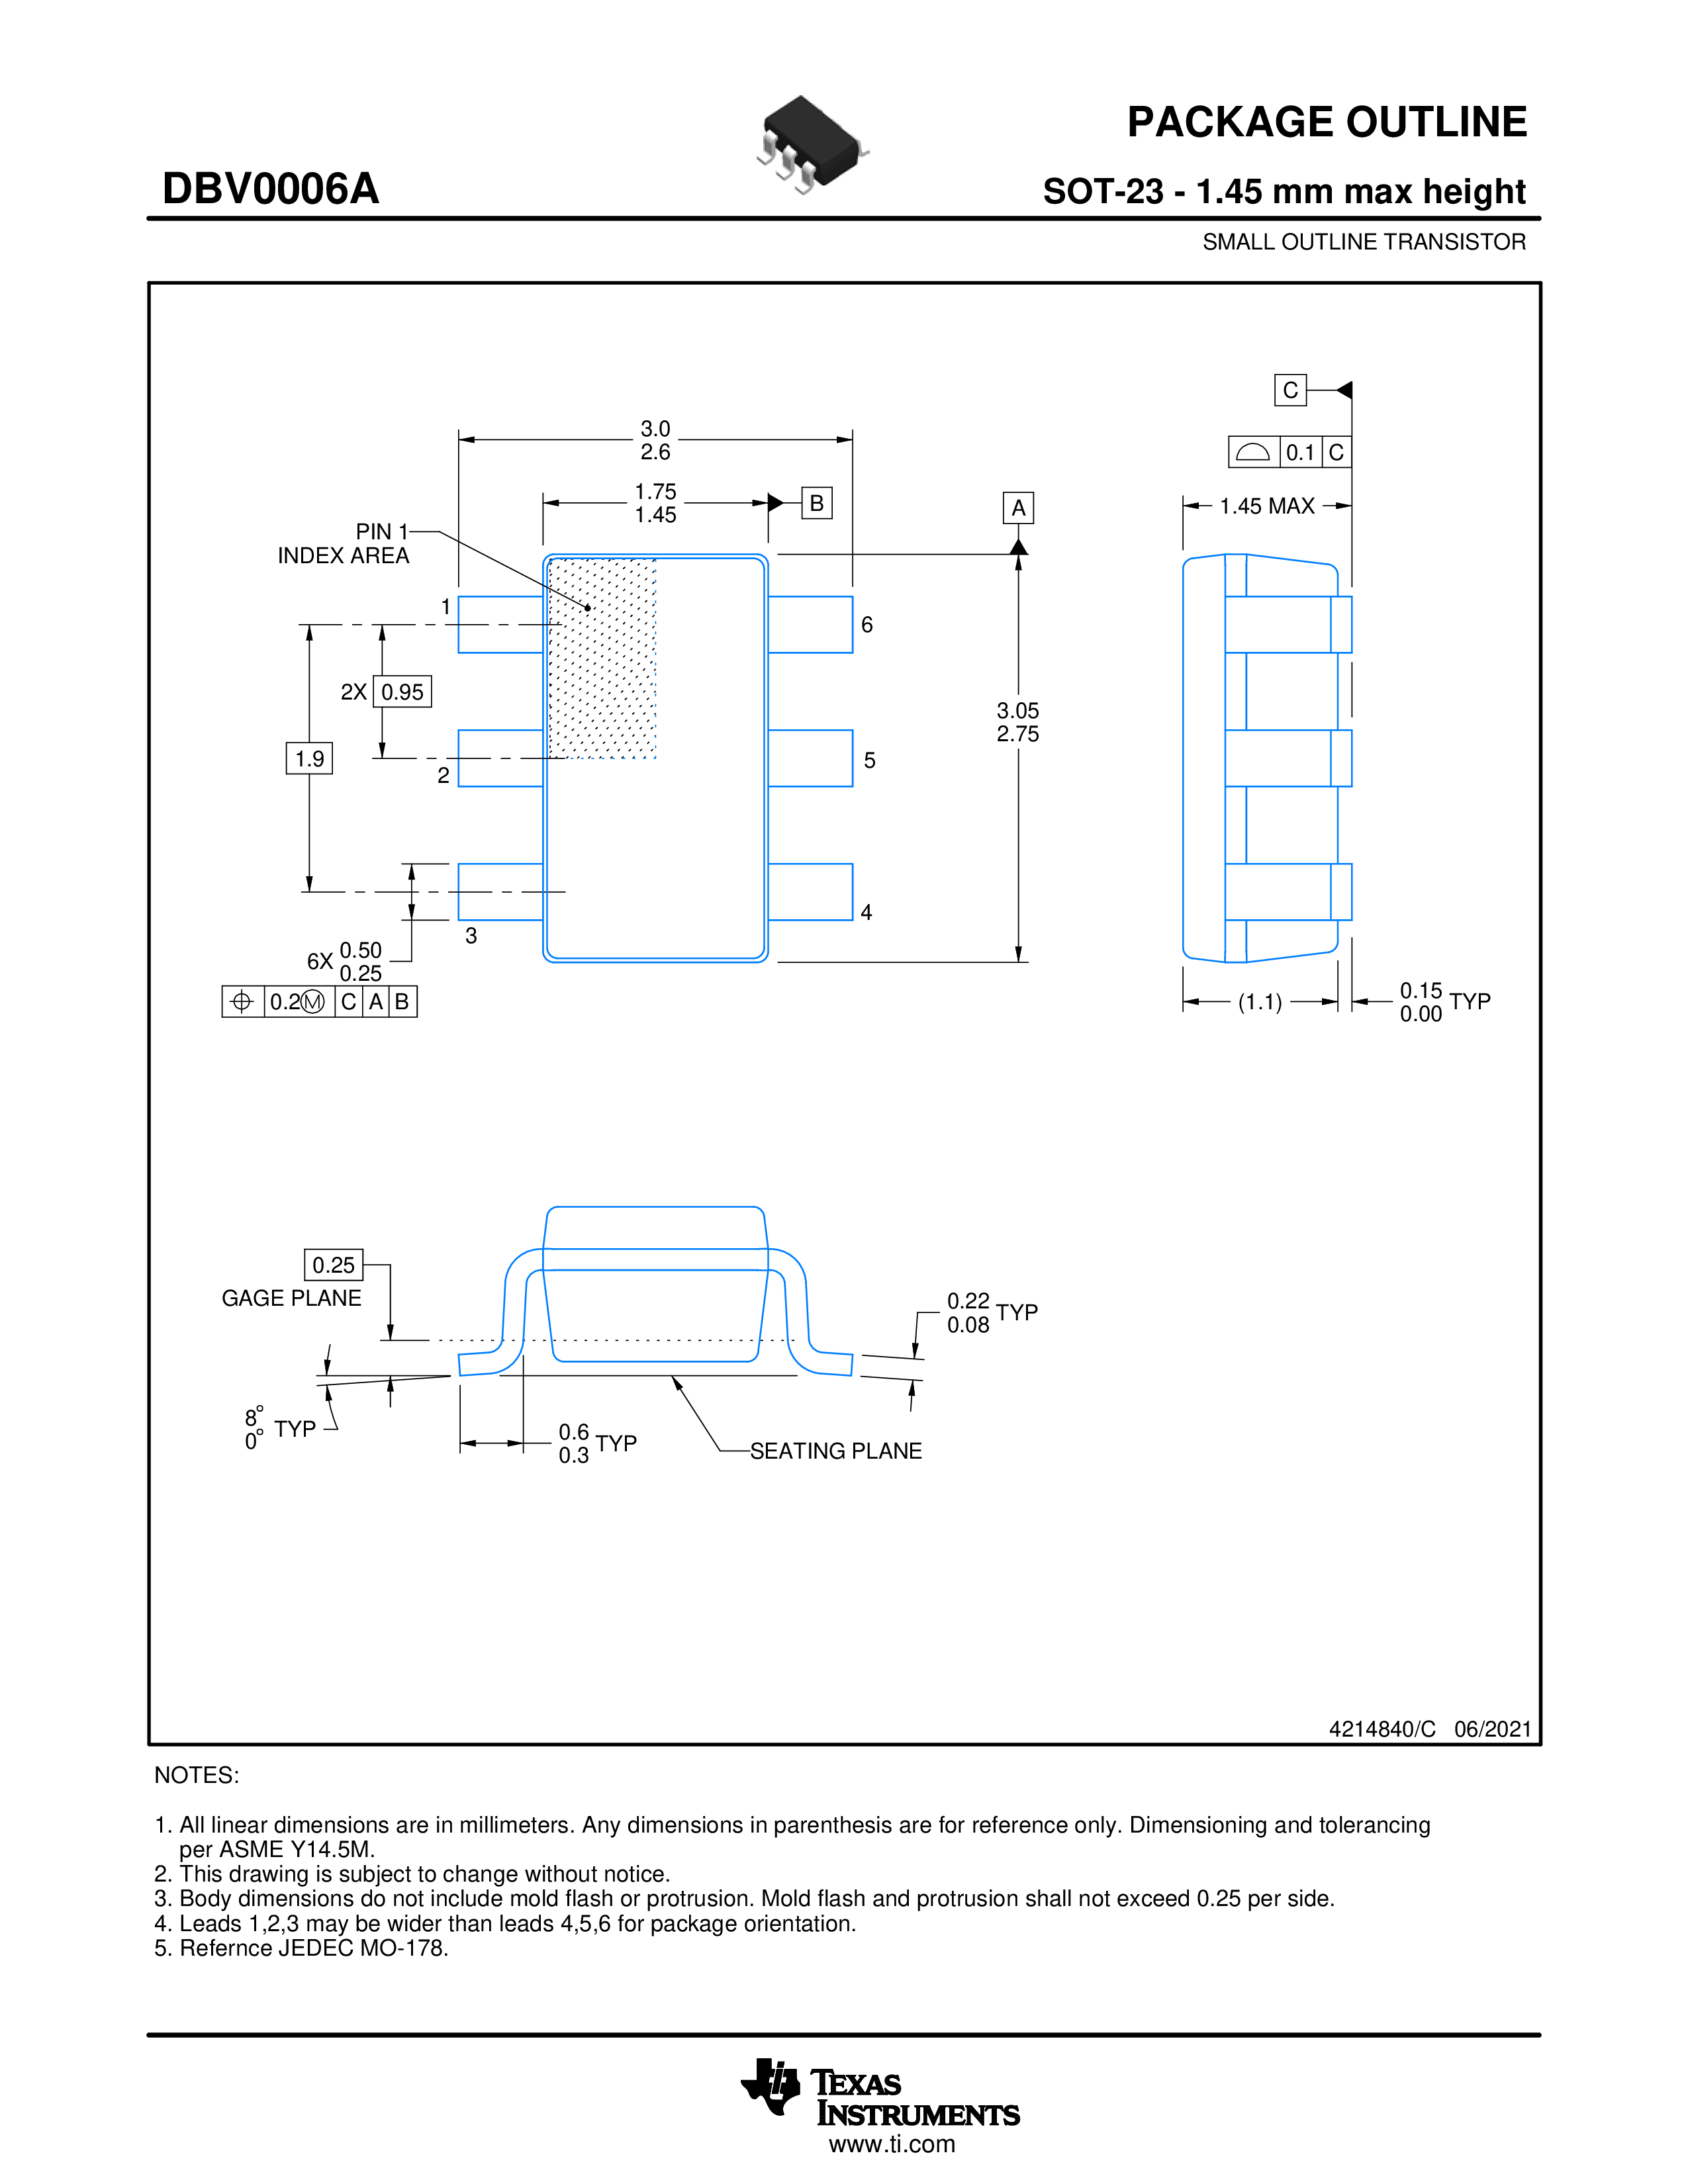 PACKAGE OUTLINE
DBV0006A
SOT-23 - 1.45 mm max height
SMALL OUTLINE TRANSISTOR
C
0.1 C
3.0
2.6
1.75
1.45
B
A
1.45 MAX
PIN 1
INDEX AREA
1
6
2X 0.95
3.05
2.75
1.9
5
2
4
3
6X 0.50
0.25
0.2Ⓜ C A B
(1.1)
0.15
0.00 TYP
0.25
GAGE PLANE
0.22
0.08 TYP
8°
0° TYP
0.6
0.3 TYP
SEATING PLANE
4214840/C 06/2021
NOTES:
1. All linear dimensions are in millimeters. Any dimensions in parenthesis are for reference only. Dimensioning and tolerancing
per ASME Y14.5M.
2. This drawing is subject to change without notice.
3. Body dimensions do not include mold flash or protrusion. Mold flash and protrusion shall not exceed 0.25 per side.
4. Leads 1,2,3 may be wider than leads 4,5,6 for package orientation.
5. Refernce JEDEC MO-178.
TEXAS
INSTRUMENTS
www.ti.com